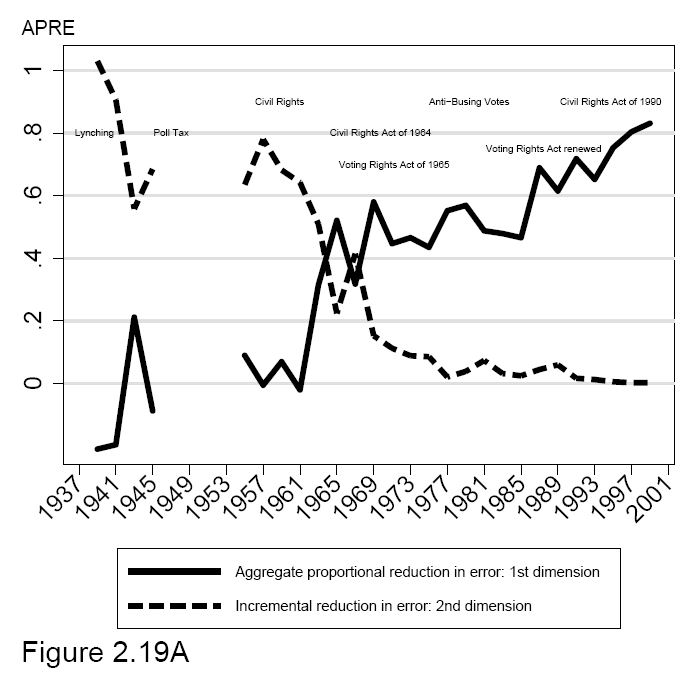 APRE
1
.8
.6
.4
.2
0
Civil Rights
Anti−Busing Votes
Civil Rights Act of 1990
Lynching
Poll Tax
Civil Rights Act of 1964
Voting Rights Act renewed
Voting Rights Act of 1965
1937
1941
1945
1949
1953
1957
1961
1965
1969
1973
1977
1981
1985
1989
1993
1997
2001
Aggregate proportional reduction in error: 1st dimension
Incremental reduction in error: 2nd dimension
Figure 2.19A